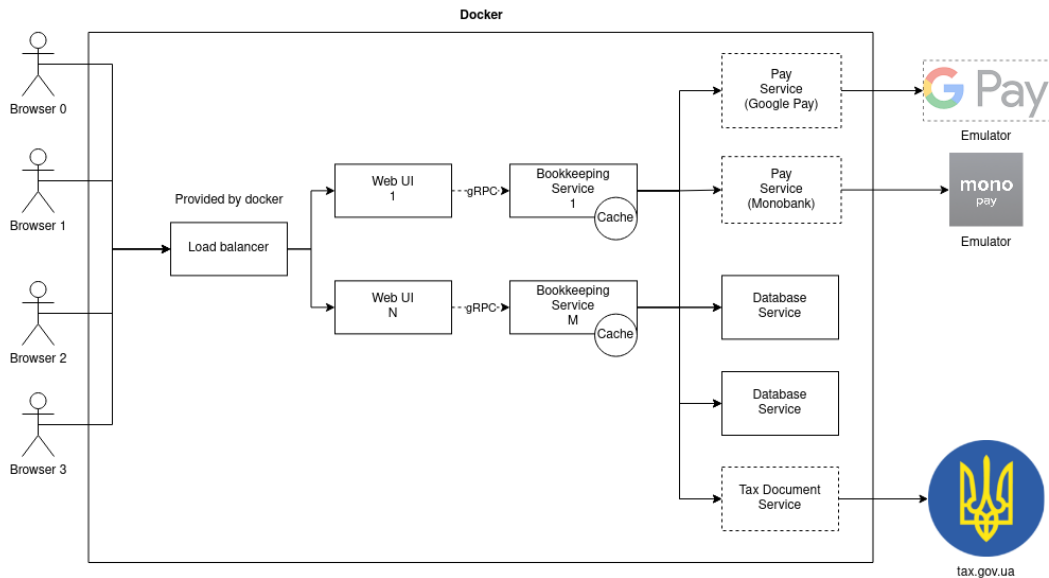 Docker
Browser 0
Browser 1
Browser 2
Browser 3
Provided by docker
Load balancer
Web UI
1
gRPC
Bookkeeping
Service
1
Cache
Web UI
N
gRPC
Bookkeeping
Service
M
Cache
Pay
Service
(Google Pay)
G Pay
Emulator
Pay
Service
(Monobank)
mono
pay
Emulator
Database
Service
Database
Service
Tax Document
Service
tax.gov.ua